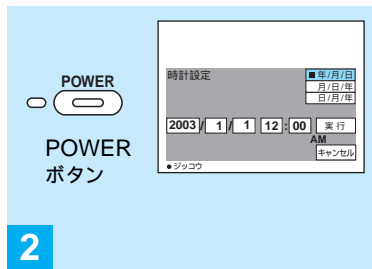 POWER
POWER
ボタン
時計設定
■年/月/日
月/日/年
日/月/年
2003/ 1/ 1 12:00 実行
AM
キャンセル
●ジッコウ
2